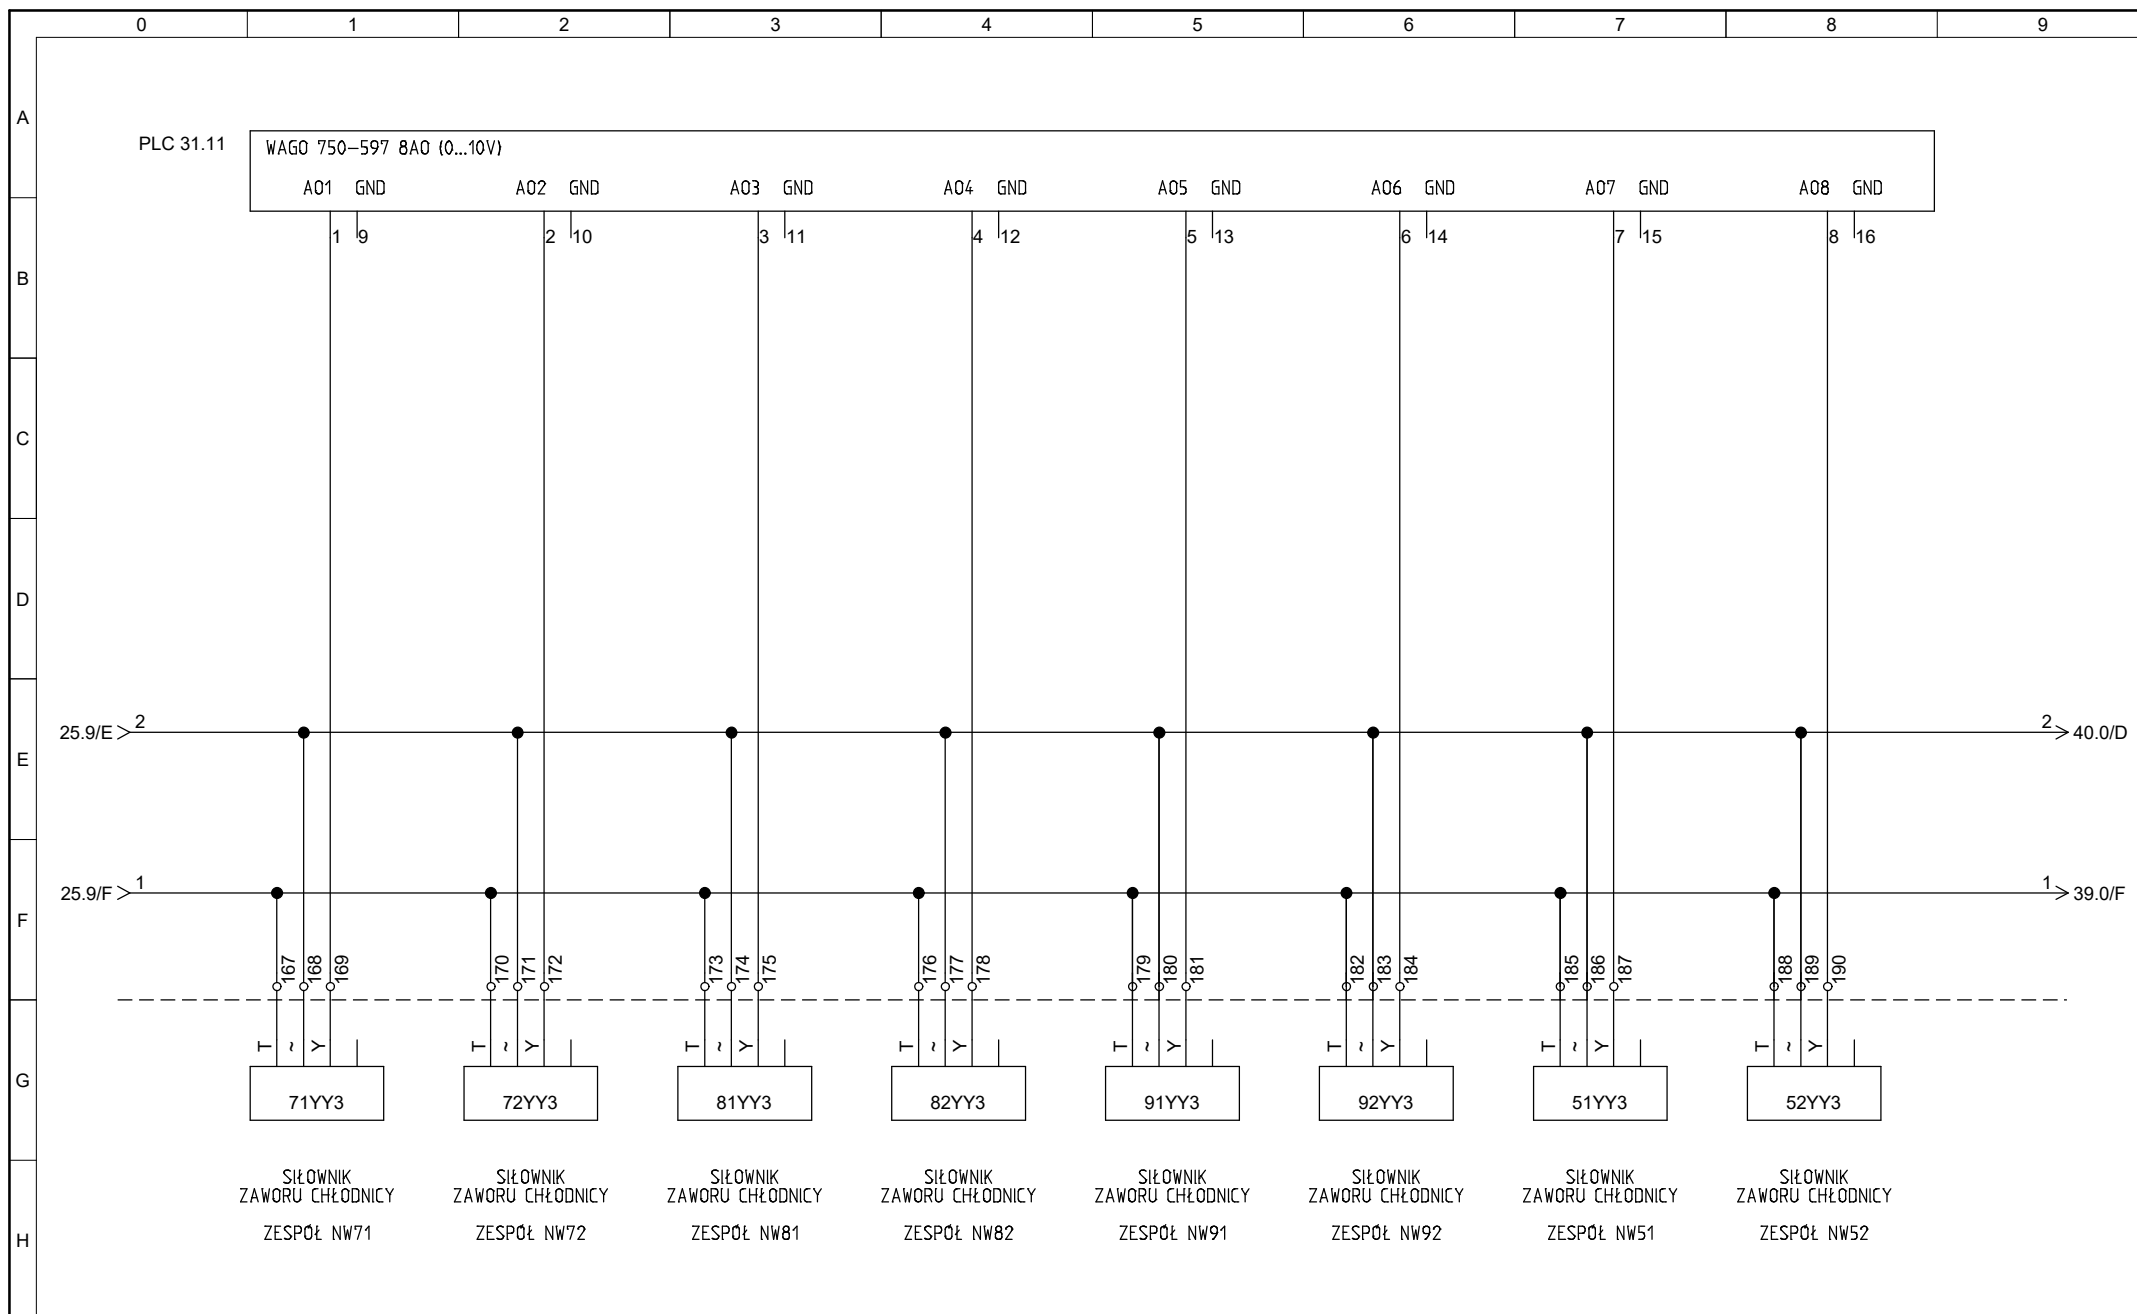 0 1 2 3 4 5 6 7 8 9
A
PLC 31.11
WAGO 750-597 8AO (0...10V)
AO1 GND AO2 GND AO3 GND AO4 GND AO5 GND AO6 GND AO7 GND AO8 GND
1 9 2 10 3 11 4 12 5 13 6 14 7 15 8 16
B
C
D
2 2
25.9/E 40.0/D
E
1 1
25.9/F 39.0/F
F
167 168 169 170 171 172 173 174 175 176 177 178 179 180 181 182 183 184 185 186 187 188 189 190
T ~ Y T ~ Y T ~ Y T ~ Y T ~ Y T ~ Y T ~ Y T ~ Y
G
71YY3 72YY3 81YY3 82YY3 91YY3 92YY3 51YY3 52YY3
SIŁOWNIK SIŁOWNIK SIŁOWNIK SIŁOWNIK SIŁOWNIK SIŁOWNIK SIŁOWNIK SIŁOWNIK
ZAWORU CHŁODNICY ZAWORU CHŁODNICY ZAWORU CHŁODNICY ZAWORU CHŁODNICY ZAWORU CHŁODNICY ZAWORU CHŁODNICY ZAWORU CHŁODNICY ZAWORU CHŁODNICY
ZESPÓŁ NW71 ZESPÓŁ NW72 ZESPÓŁ NW81 ZESPÓŁ NW82 ZESPÓŁ NW91 ZESPÓŁ NW92 ZESPÓŁ NW51 ZESPÓŁ NW52
H